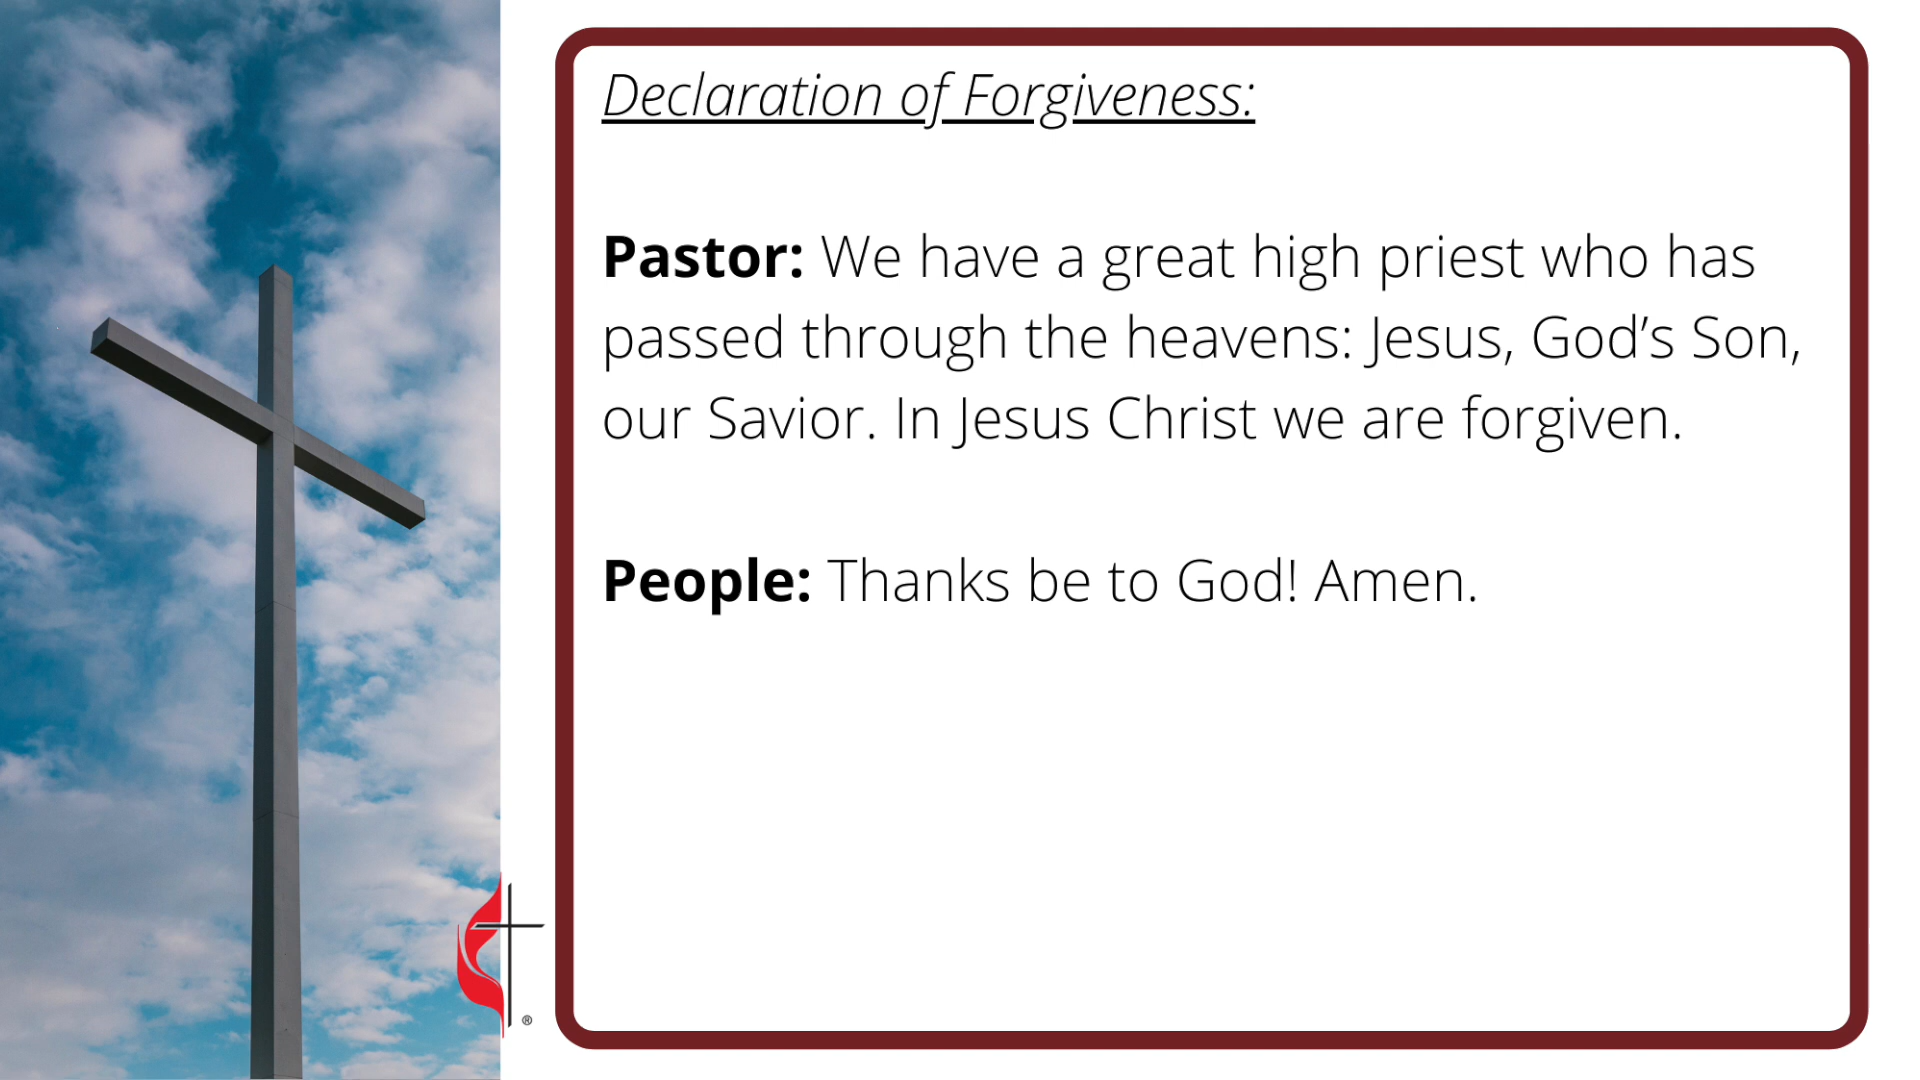 Declaration of Forgiveness:
Pastor: We have a great high priest who has
passed through the heavens: Jesus, God’s Son,
our Savior. In Jesus Christ we are forgiven.
People: Thanks be to God! Amen.
®